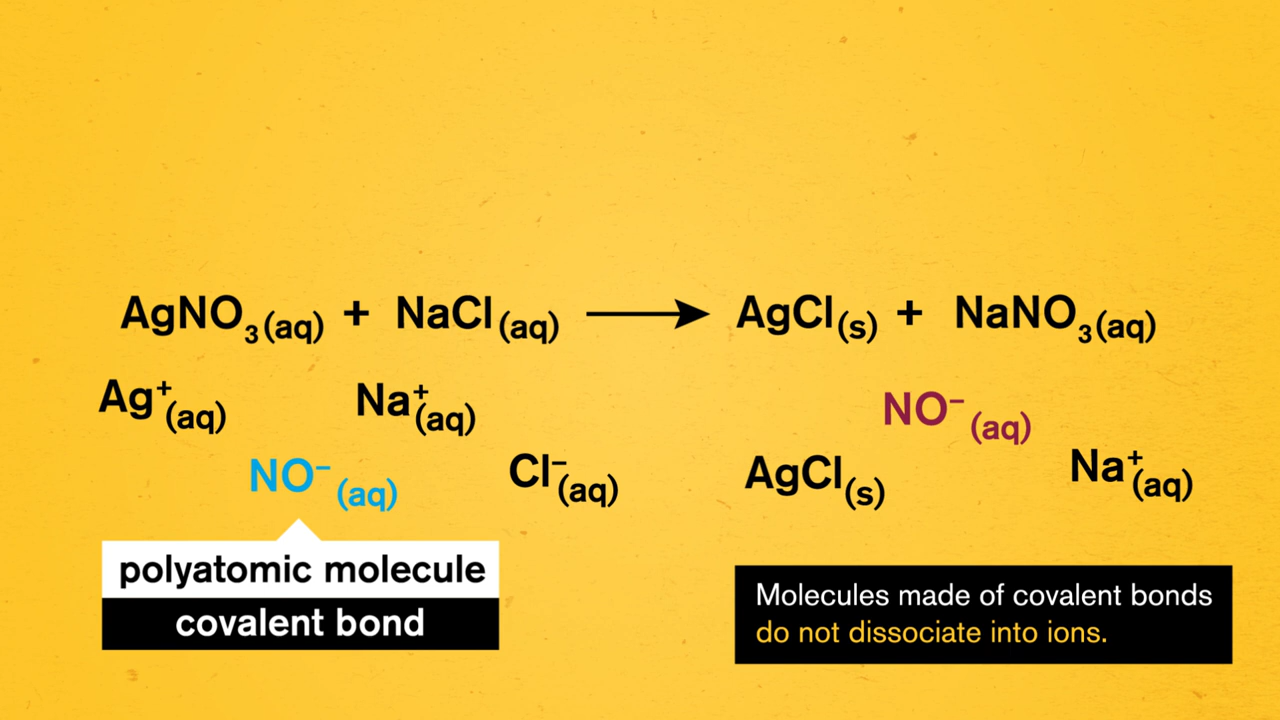 AgNO₃(aq) + NaCl(aq) ⟶ AgCl(s) + NaNO₃(aq)
Ag⁺(aq) Na⁺(aq) NO⁻(aq)
NO⁻(aq) Cl⁻(aq) AgCl(s) Na⁺(aq)
polyatomic molecule
covalent bond
Molecules made of covalent bonds
do not dissociate into ions.